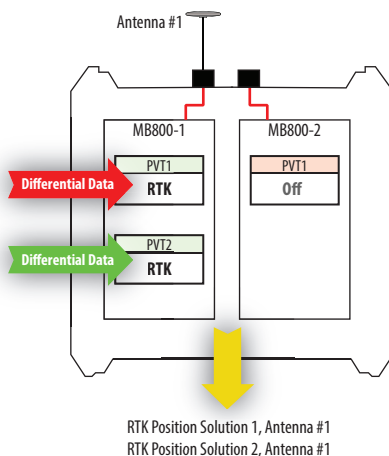 Antenna #1
MB800-1
MB800-2
PVT1
RTK
PVT1
Off
Differential Data
PVT2
RTK
Differential Data
RTK Position Solution 1, Antenna #1
RTK Position Solution 2, Antenna #1